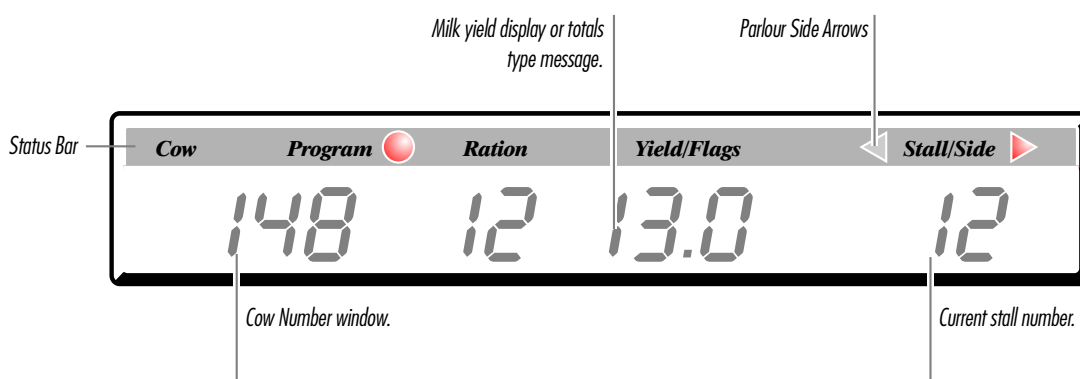 Milk yield display or totals
type message.
Parlour Side Arrows
Status Bar
Cow Program Ration Yield/Flags Stall/Side
148 12 13.0 12
Cow Number window.
Current stall number.